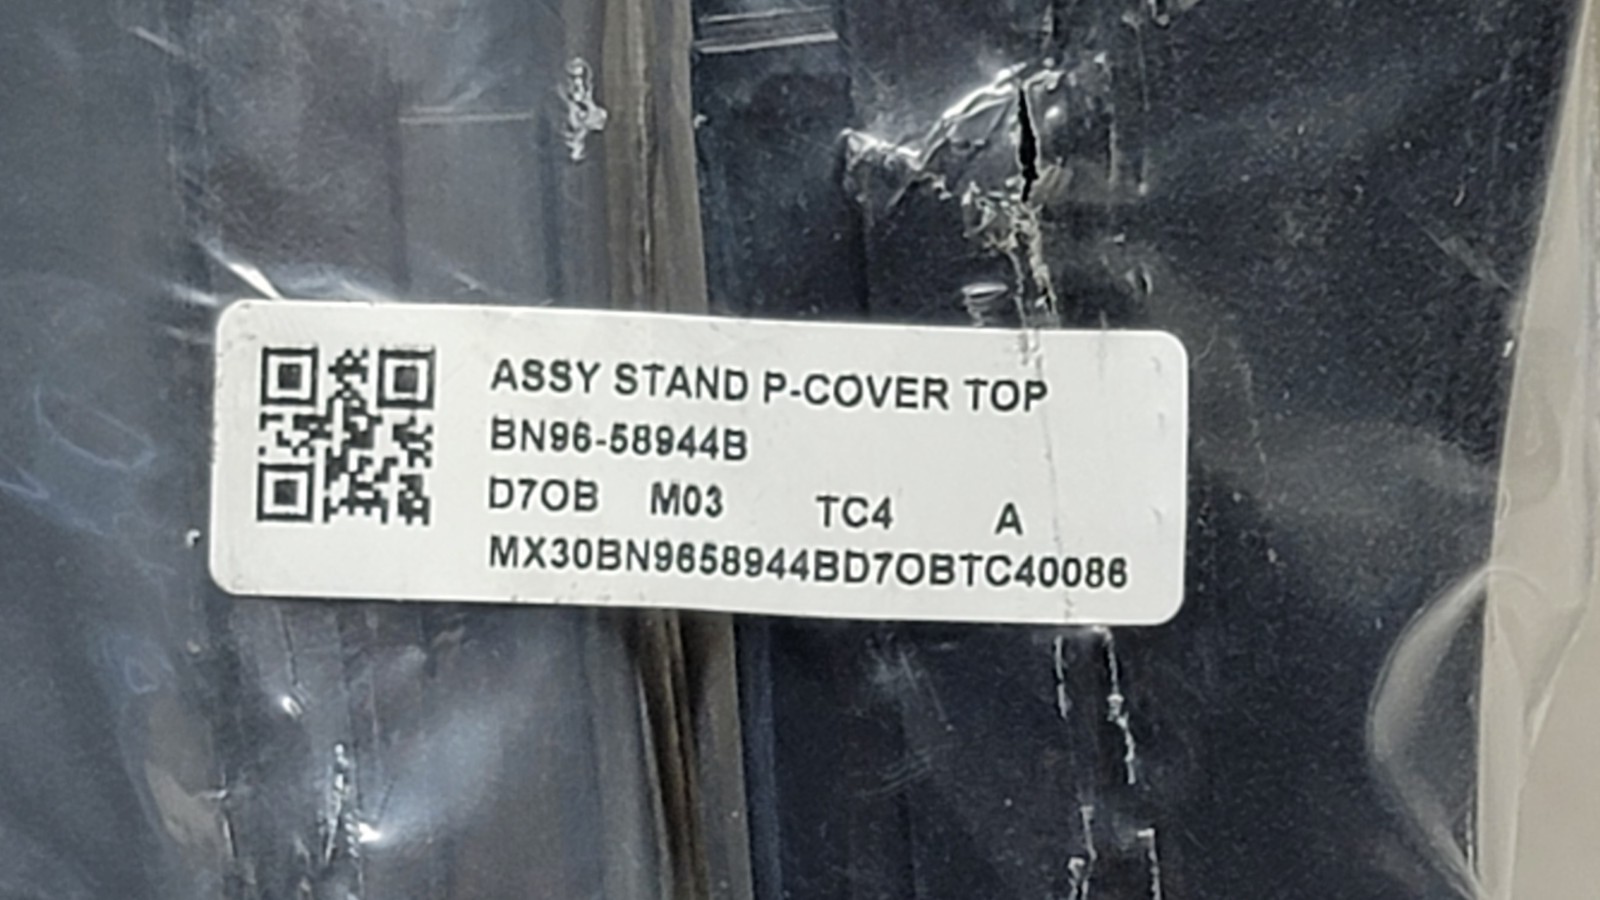 ASSY STAND P-COVER TOP
BN96-58944B
D7OB M03 TC4 A
MX30BN9658944BD7OBTC40086